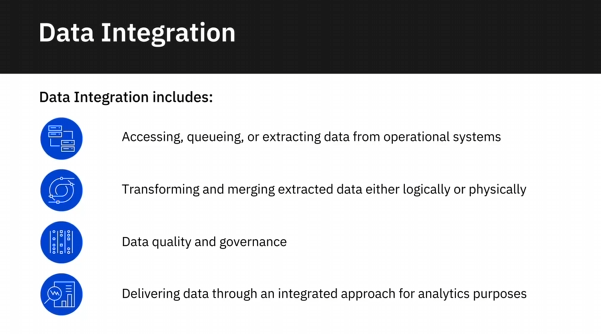 Data Integration
Data Integration includes:
Accessing, queueing, or extracting data from operational systems
Transforming and merging extracted data either logically or physically
Data quality and governance
Delivering data through an integrated approach for analytics purposes